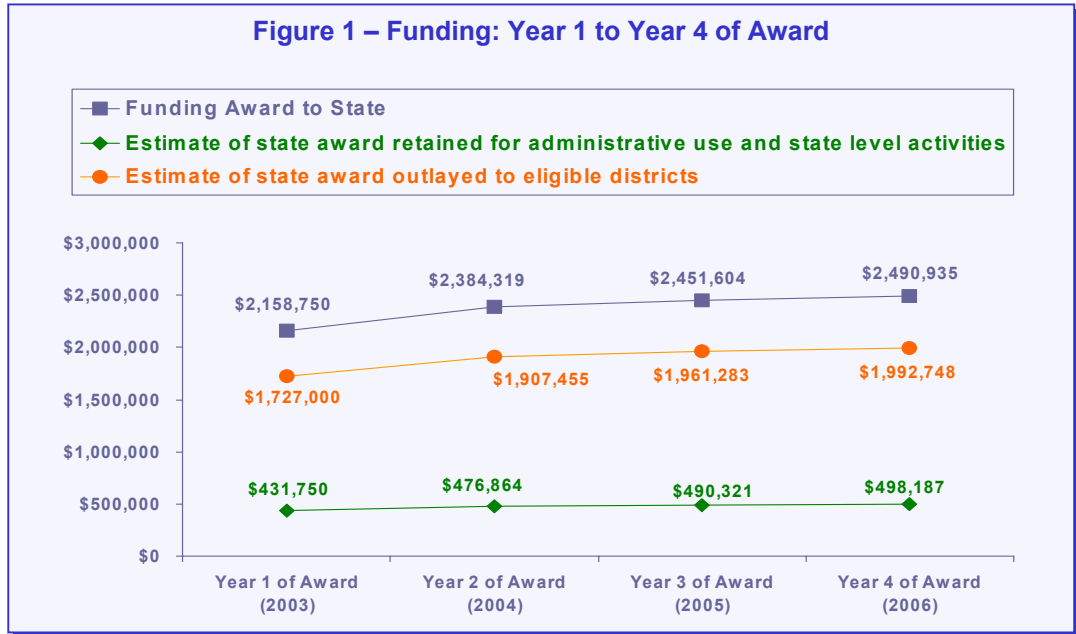 Figure 1 – Funding: Year 1 to Year 4 of Award
Funding Award to State
Estimate of state award retained for administrative use and state level activities
Estimate of state award outlayed to eligible districts
$3,000,000
$2,500,000
$2,000,000
$1,500,000
$1,000,000
$500,000
$0
$2,158,750
$2,384,319
$2,451,604
$2,490,935
$1,727,000
$1,907,455
$1,961,283
$1,992,748
$431,750
$476,864
$490,321
$498,187
Year 1 of Award
(2003)
Year 2 of Award
(2004)
Year 3 of Award
(2005)
Year 4 of Award
(2006)